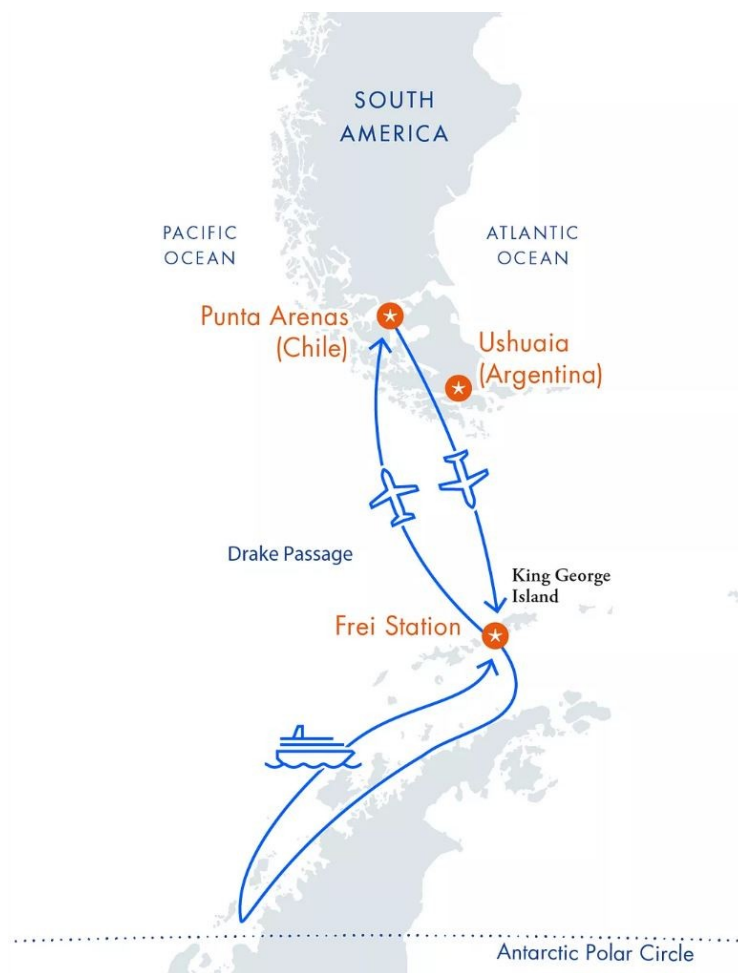 SOUTH
AMERICA
PACIFIC
OCEAN
ATLANTIC
OCEAN
Punta Arenas
(Chile)
Ushuaia
(Argentina)
Drake Passage
King George
Island
Frei Station
Antarctic Polar Circle